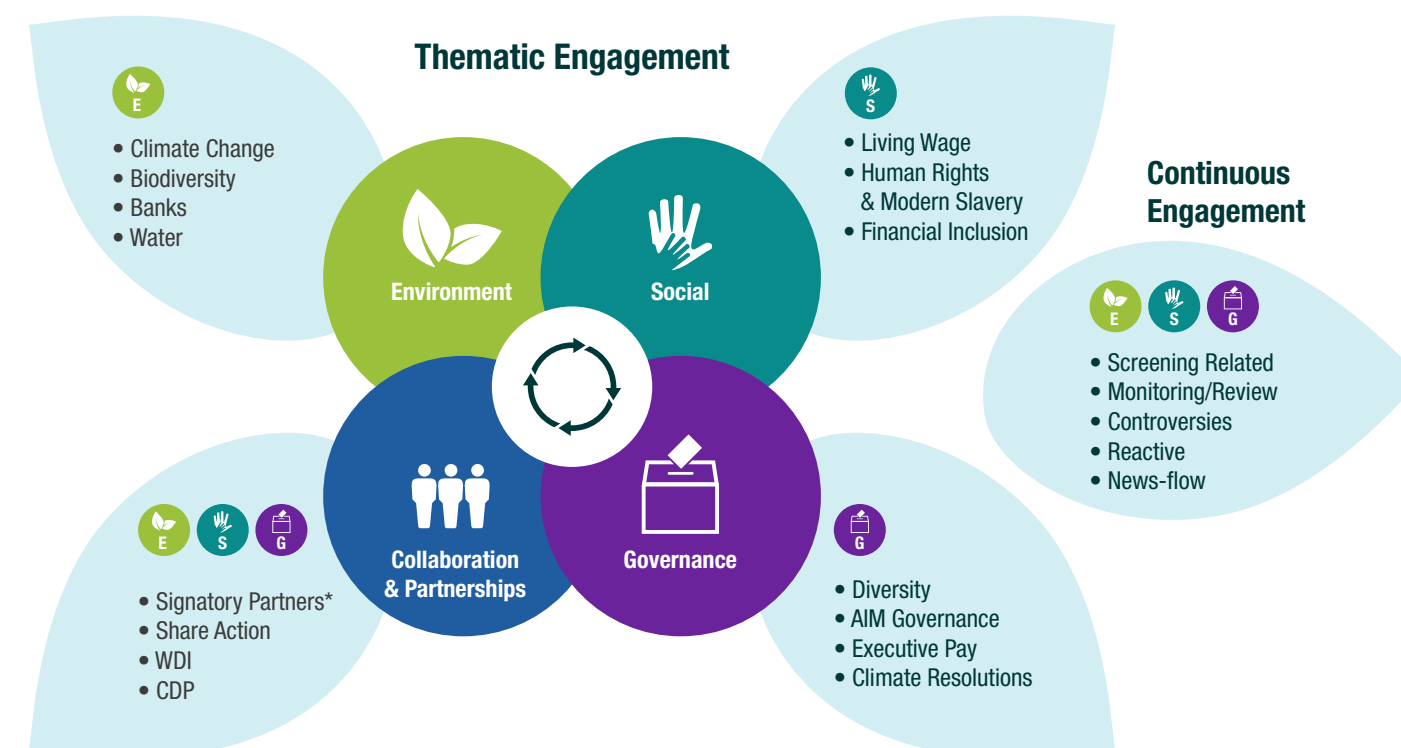 Thematic Engagement
E
• Climate Change
• Biodiversity
• Banks
• Water
S
• Living Wage
• Human Rights
& Modern Slavery
• Financial Inclusion
Environment
Social
Collaboration
& Partnerships
Governance
E S G
• Signatory Partners*
• Share Action
• WDI
• CDP
G
• Diversity
• AIM Governance
• Executive Pay
• Climate Resolutions
Continuous
Engagement
E S G
• Screening Related
• Monitoring/Review
• Controversies
• Reactive
• News-flow